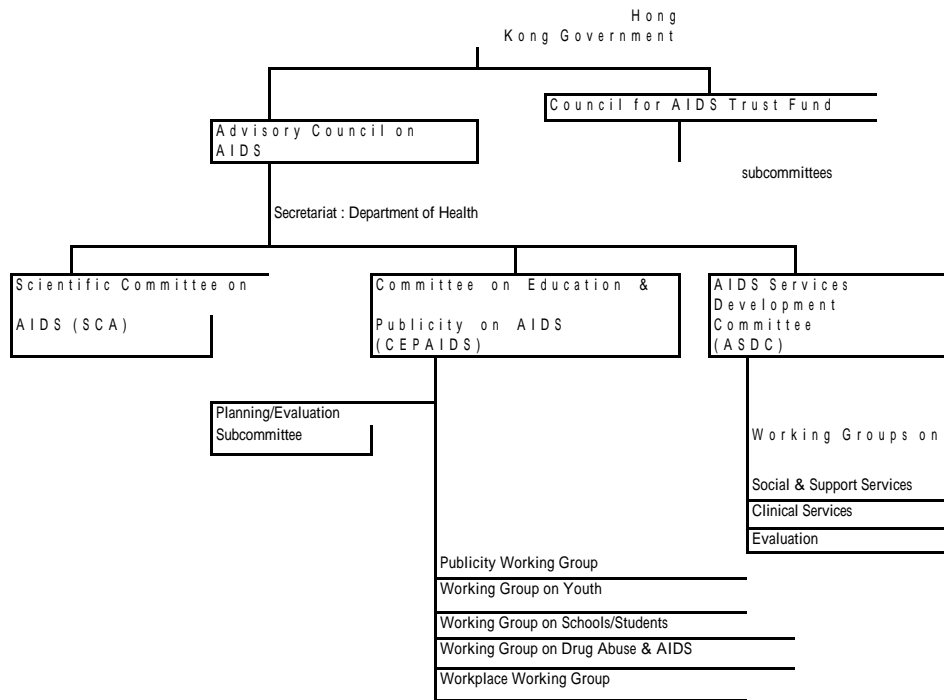 Hong
Kong Government
Council for AIDS Trust Fund
Advisory Council on
AIDS
subcommittees
Secretariat : Department of Health
Scientific Committee on
AIDS (SCA)
Committee on Education &
Publicity on AIDS
(CEPAIDS)
AIDS Services
Development
Committee
(ASDC)
Planning/Evaluation
Subcommittee
Working Groups on
Social & Support Services
Clinical Services
Evaluation
Publicity Working Group
Working Group on Youth
Working Group on Schools/Students
Working Group on Drug Abuse & AIDS
Workplace Working Group